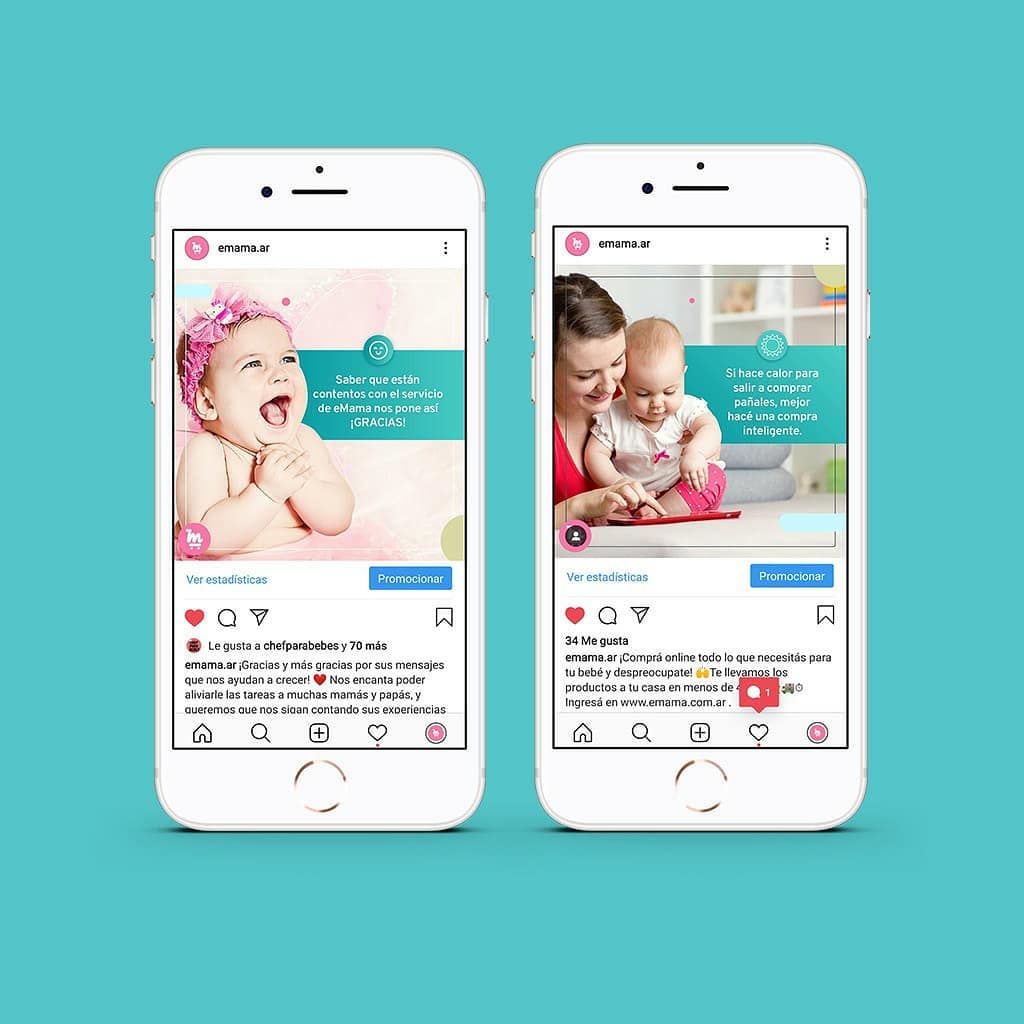 emama.ar
Saber que están
contentos con el servicio
de eMama nos pone así
¡GRACIAS!
m
Ver estadísticas
Promocionar
Le gusta a chefparabebes y 70 más
emama.ar ¡Gracias y más gracias por sus mensajes
que nos ayudan a crecer! ❤️ Nos encanta poder
aliviarle las tareas a muchas mamás y papás, y
queremos que nos sigan contando sus experiencias
emama.ar
Si hace calor para
salir a comprar
pañales, mejor
hacé una compra
inteligente.
Ver estadísticas
Promocionar
34 Me gusta
emama.ar ¡Comprá online todo lo que necesitás para
tu bebé y despreocupate! 🙌Te llevamos los
productos a tu casa en menos de
Ingresá en www.emama.com.ar .
1